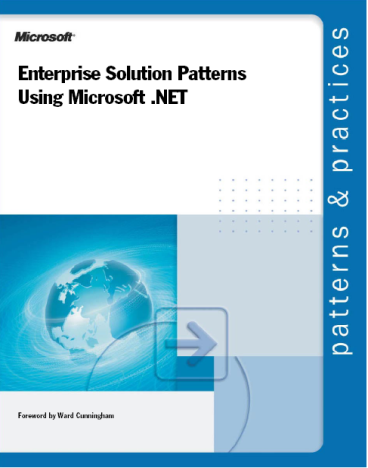 Microsoft
Enterprise Solution Patterns
Using Microsoft .NET
patterns & practices
Foreword by Ward Cunningham